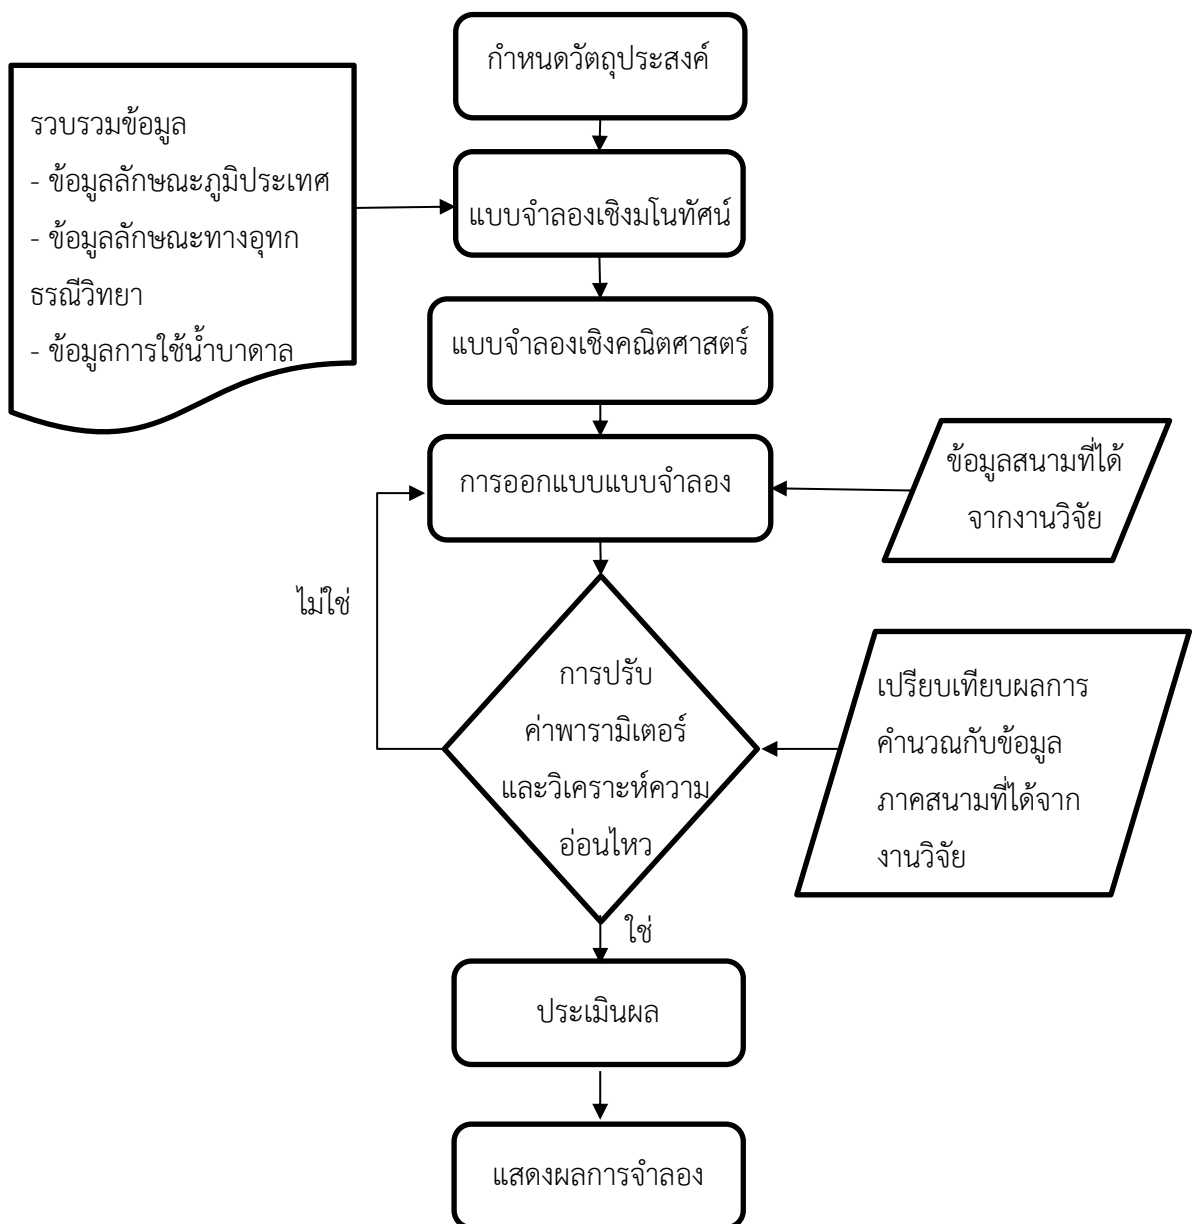 กำหนดวัตถุประสงค์
รวบรวมข้อมูล
- ข้อมูลลักษณะภูมิประเทศ
- ข้อมูลลักษณะทางอุทก
ธรณีวิทยา
- ข้อมูลการใช้น้ำบาดาล
แบบจำลองเชิงมโนทัศน์
แบบจำลองเชิงคณิตศาสตร์
การออกแบบแบบจำลอง
ข้อมูลสนามที่ได้
จากงานวิจัย
ไม่ใช่
การปรับ
ค่าพารามิเตอร์
และวิเคราะห์ความ
อ่อนไหว
เปรียบเทียบผลการ
คำนวณกับข้อมูล
ภาคสนามที่ได้จาก
งานวิจัย
ใช่
ประเมินผล
แสดงผลการจำลอง